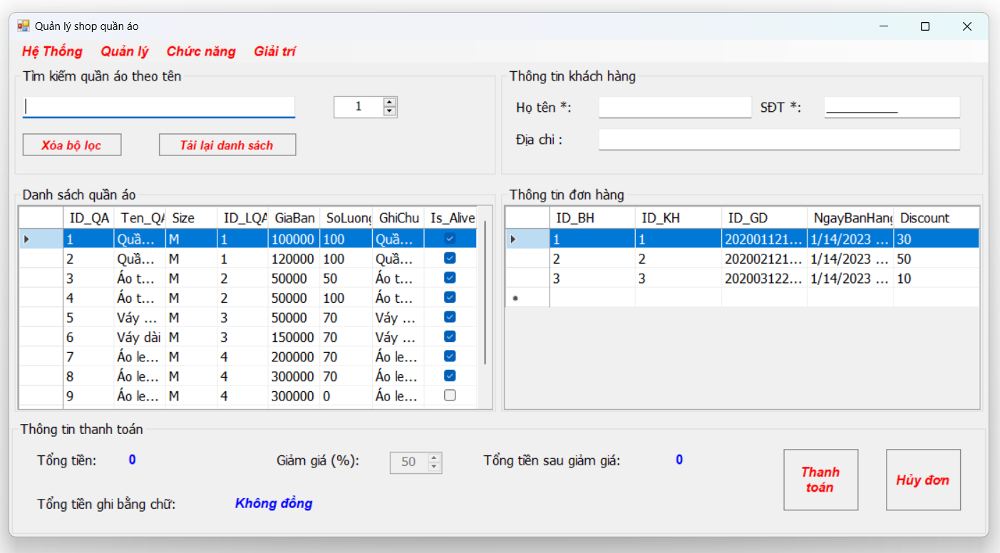 Quản lý shop quần áo
Hệ Thống Quản lý Chức năng Giải trí
Tìm kiếm quần áo theo tên
1
Xóa bộ lọc Tải lại danh sách
Thông tin khách hàng
Họ tên *: SĐT *:
Địa chỉ :
Danh sách quần áo
ID_QA Ten_QA Size ID_LQA GiaBan SoLuong GhiChu Is_Alive
1 Quầ... M 1 100000 100 Quầ...
2 Quầ... M 1 120000 100 Quầ...
3 Áo t... M 2 50000 50 Áo t...
4 Áo t... M 2 50000 100 Áo t...
5 Váy ... M 3 50000 70 Váy ...
6 Váy dài M 3 150000 70 Váy ...
7 Áo le... M 4 200000 70 Áo le...
8 Áo le... M 4 300000 70 Áo le...
9 Áo le... M 4 300000 0 Áo le...
Thông tin đơn hàng
ID_BH ID_KH ID_GD NgayBanHang Discount
1 1 202001121... 1/14/2023 ... 30
2 2 202002121... 1/14/2023 ... 50
3 3 202003122... 1/14/2023 ... 10
Thông tin thanh toán
Tổng tiền: 0 Giảm giá (%): 50 Tổng tiền sau giảm giá: 0
Tổng tiền ghi bằng chữ: Không đồng
Thanh
toán
Hủy đơn